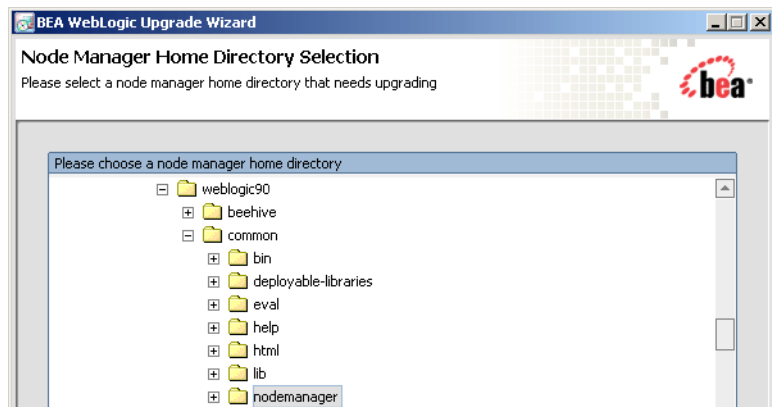 BEA WebLogic Upgrade Wizard
Node Manager Home Directory Selection
Please select a node manager home directory that needs upgrading
bea
Please choose a node manager home directory
weblogic90
beehive
common
bin
deployable-libraries
eval
help
html
lib
nodemanager